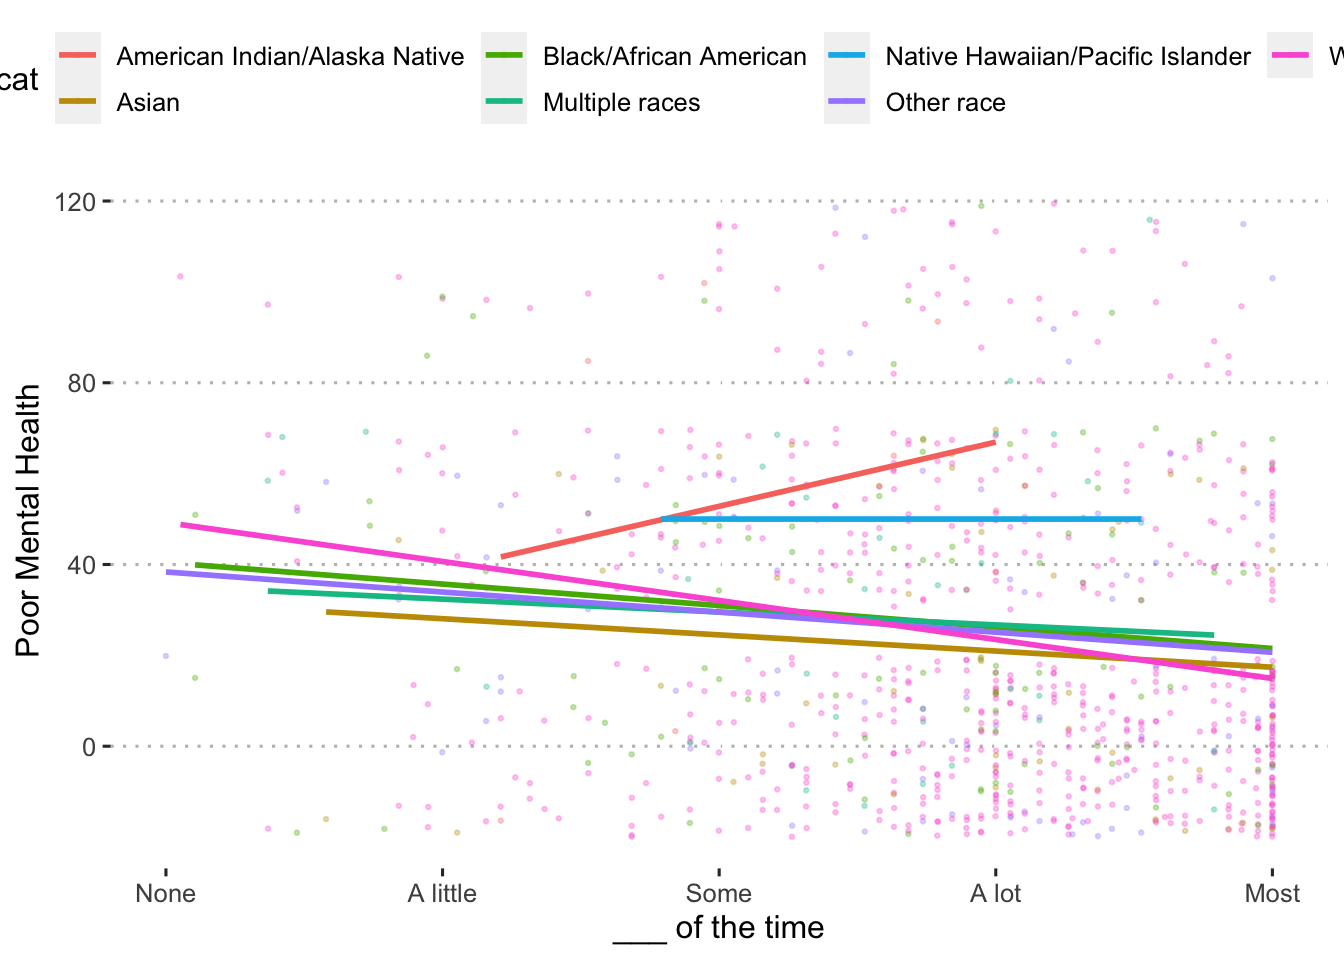 cat
American Indian/Alaska Native Black/African American Native Hawaiian/Pacific Islander W
Asian Multiple races Other race
Poor Mental Health
120
80
40
0
None A little Some A lot Most
___ of the time